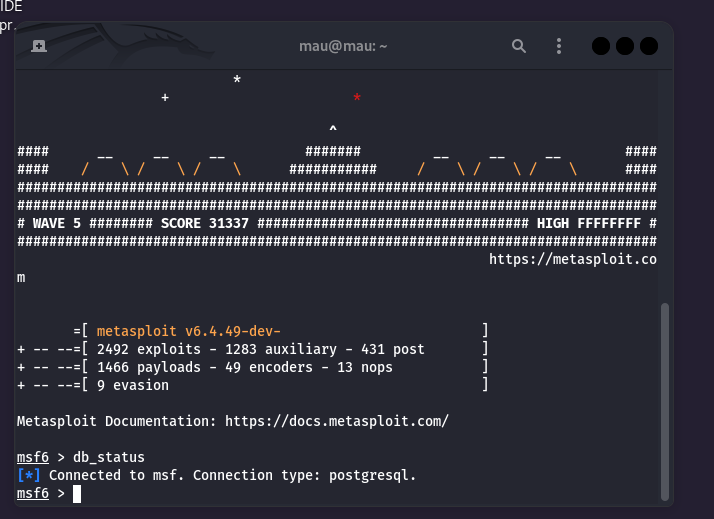 IDE
pr.
mau@mau: ~
*
+ *
^
#### __ __ __ ####### __ __ __ ####
#### / \ / \ / \ ########### / \ / \ / \ ####
################################################################################
################################################################################
# WAVE 5 ######## SCORE 31337 ################################## HIGH FFFFFFFF #
################################################################################
https://metasploit.co
m
=[ metasploit v6.4.49-dev- ]
+ -- --=[ 2492 exploits - 1283 auxiliary - 431 post ]
+ -- --=[ 1466 payloads - 49 encoders - 13 nops ]
+ -- --=[ 9 evasion ]
Metasploit Documentation: https://docs.metasploit.com/
msf6 > db_status
[*] Connected to msf. Connection type: postgresql.
msf6 >